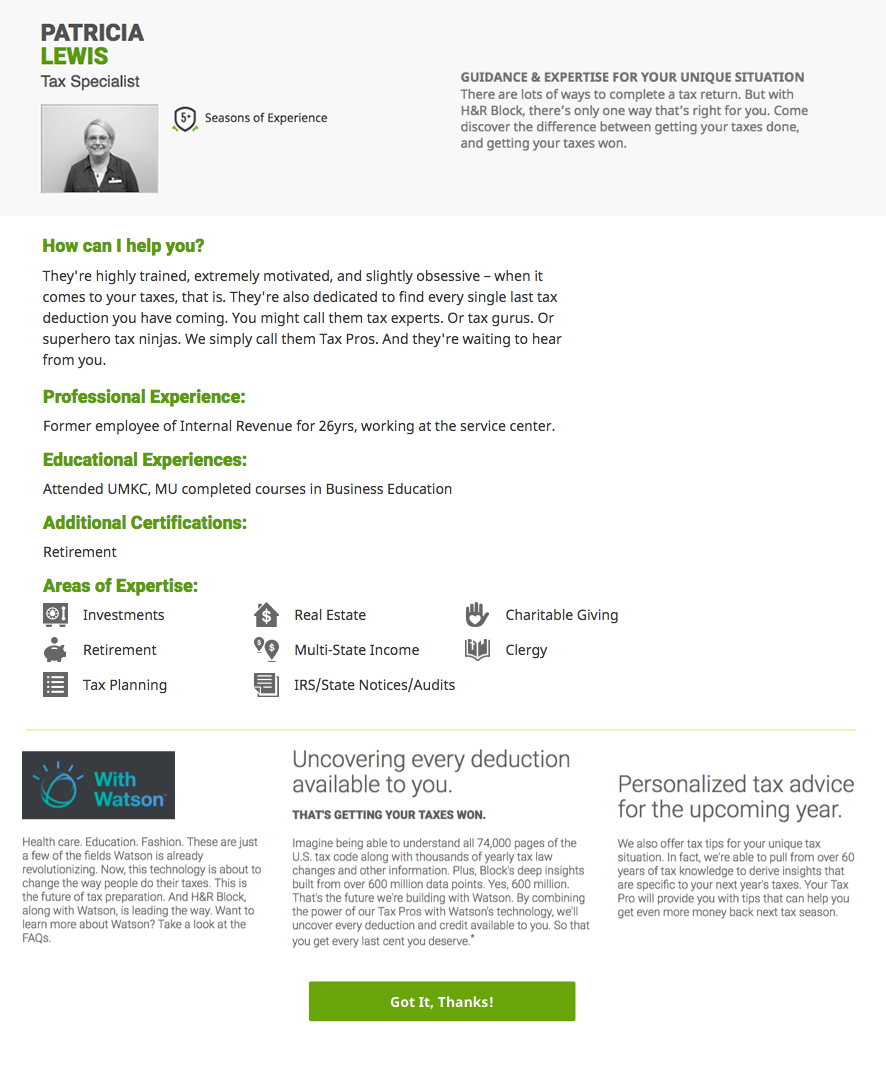 PATRICIA
LEWIS
Tax Specialist
5+
Seasons of Experience
GUIDANCE & EXPERTISE FOR YOUR UNIQUE SITUATION
There are lots of ways to complete a tax return. But with
H&R Block, there's only one way that's right for you. Come
discover the difference between getting your taxes done,
and getting your taxes won.
How can I help you?
They're highly trained, extremely motivated, and slightly obsessive – when it
comes to your taxes, that is. They're also dedicated to find every single last tax
deduction you have coming. You might call them tax experts. Or tax gurus. Or
superhero tax ninjas. We simply call them Tax Pros. And they're waiting to hear
from you.
Professional Experience:
Former employee of Internal Revenue for 26yrs, working at the service center.
Educational Experiences:
Attended UMKC, MU completed courses in Business Education
Additional Certifications:
Retirement
Areas of Expertise:
Investments
Real Estate
Charitable Giving
Retirement
Multi-State Income
Clergy
Tax Planning
IRS/State Notices/Audits
With
Watson
Health care. Education. Fashion. These are just
a few of the fields Watson is already
revolutionizing. Now, this technology is about to
change the way people do their taxes. This is
the future of tax preparation. And H&R Block,
along with Watson, is leading the way. Want to
learn more about Watson? Take a look at the
FAQs.
Uncovering every deduction
available to you.
THAT'S GETTING YOUR TAXES WON.
Imagine being able to understand all 74,000 pages of the
U.S. tax code along with thousands of yearly tax law
changes and other information. Plus, Block's deep insights
built from over 600 million data points. Yes, 600 million.
That's the future we're building with Watson. By combining
the power of our Tax Pros with Watson's technology, we'll
uncover every deduction and credit available to you. So that
you get every last cent you deserve.*
Personalized tax advice
for the upcoming year.
We also offer tax tips for your unique tax
situation. In fact, we're able to pull from over 60
years of tax knowledge to derive insights that
are specific to your next year's taxes. Your Tax
Pro will provide you with tips that can help you
get even more money back next tax season.
Got It, Thanks!